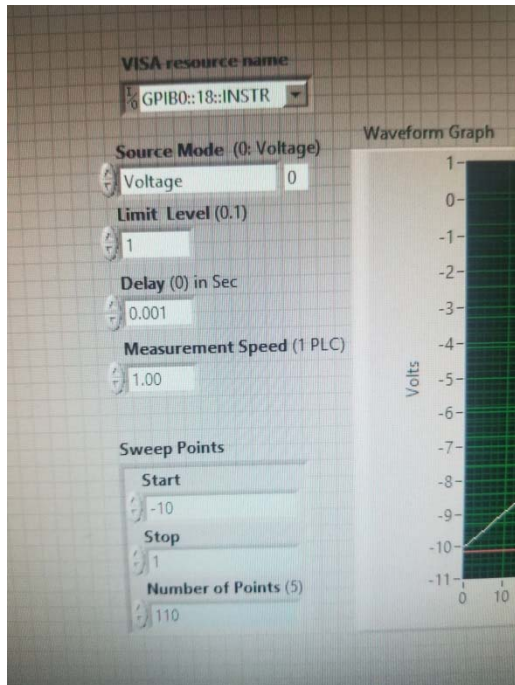 VISA resource name
GPIB0::18::INSTR
Source Mode (0: Voltage)
Voltage 0
Limit Level (0.1)
1
Delay (0) in Sec
0.001
Measurement Speed (1 PLC)
1.00
Sweep Points
Start
-10
Stop
1
Number of Points (5)
110
Waveform Graph
Volts
1
0
-1
-2
-3
-4
-5
-6
-7
-8
-9
-10
-11
0 10